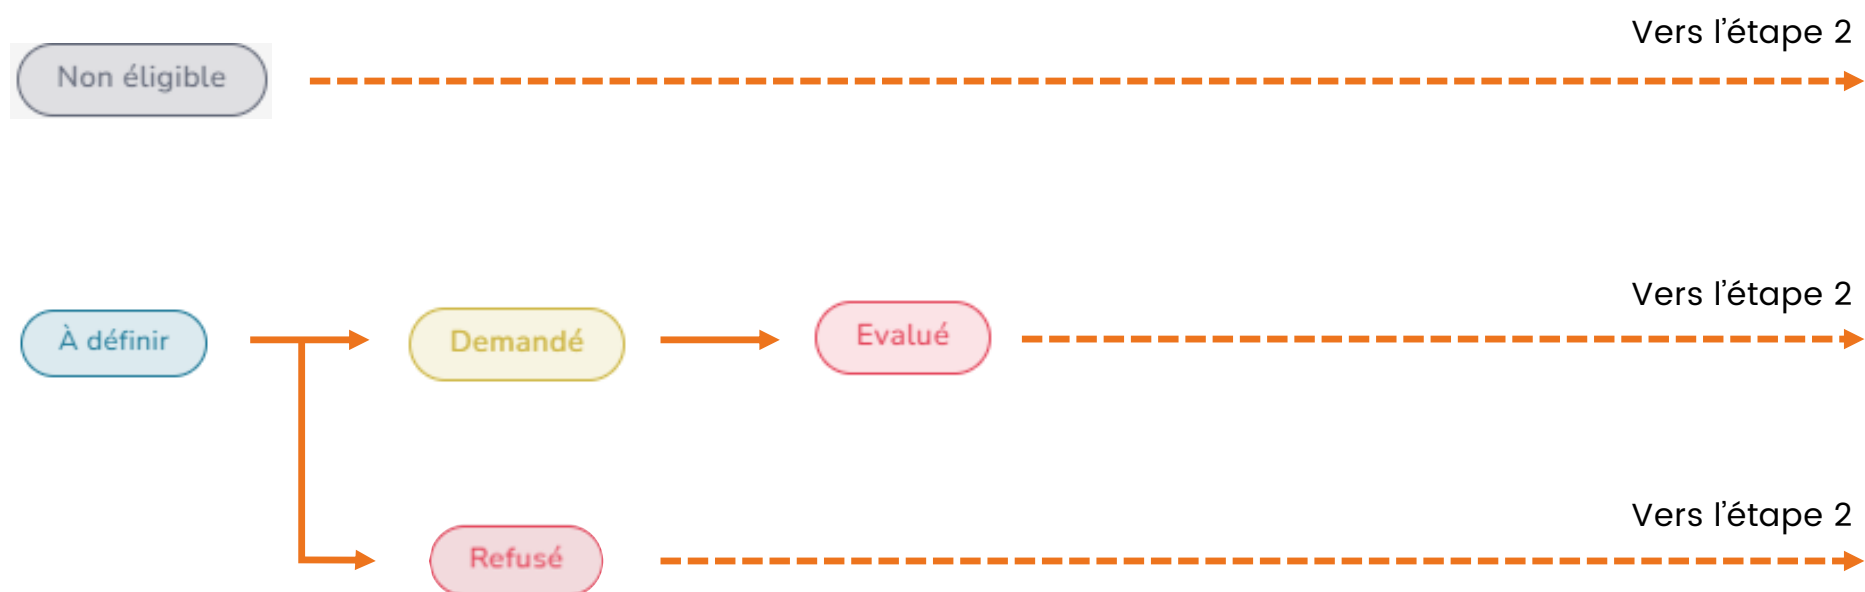 Vers l’étape 2
Non éligible
Vers l’étape 2
À définir
Demandé
Evalué
Vers l’étape 2
Refusé